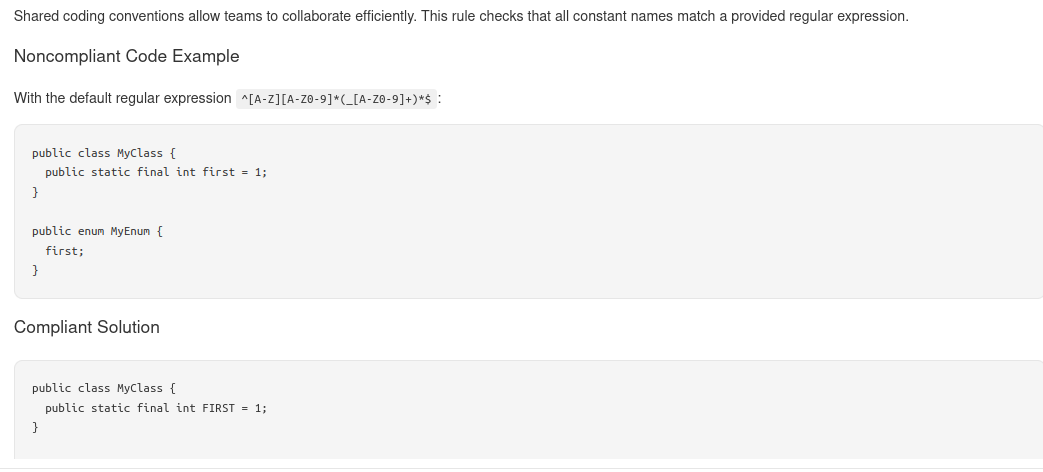 Shared coding conventions allow teams to collaborate efficiently. This rule checks that all constant names match a provided regular expression.
Noncompliant Code Example
With the default regular expression ^[A-Z][A-Z0-9]*(_[A-Z0-9]+)*$ :
public class MyClass {
  public static final int first = 1;
}
public enum MyEnum {
  first;
}
Compliant Solution
public class MyClass {
  public static final int FIRST = 1;
}